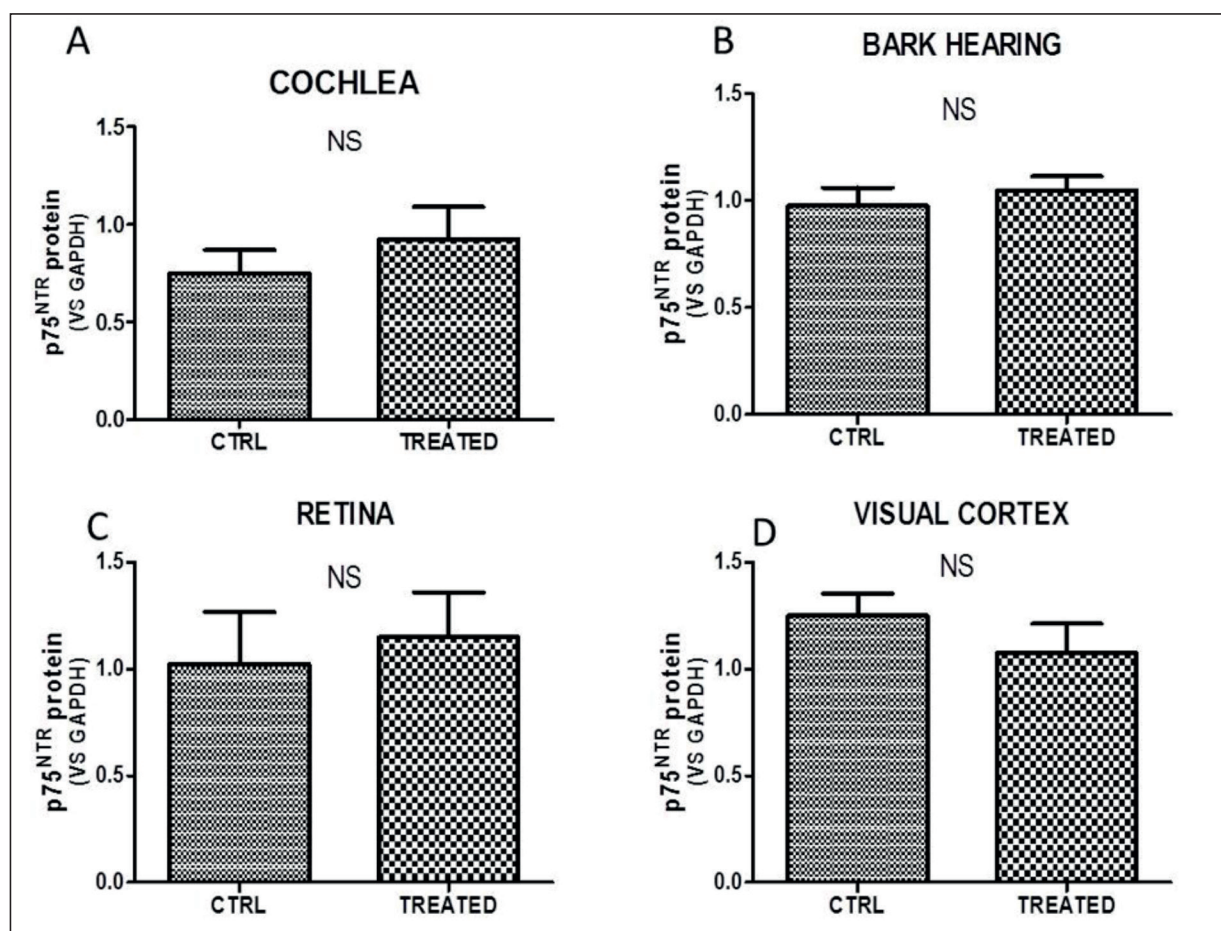 A
COCHLEA
NS
p75NTR protein
(VS GAPDH)
1.5
1.0
0.5
0.0
CTRL TREATED
B
BARK HEARING
NS
p75NTR protein
(VS GAPDH)
1.5
1.0
0.5
0.0
CTRL TREATED
C
RETINA
NS
p75NTR protein
(VS GAPDH)
1.5
1.0
0.5
0.0
CTRL TREATED
D
VISUAL CORTEX
NS
p75NTR protein
(VS GAPDH)
1.5
1.0
0.5
0.0
CTRL TREATED